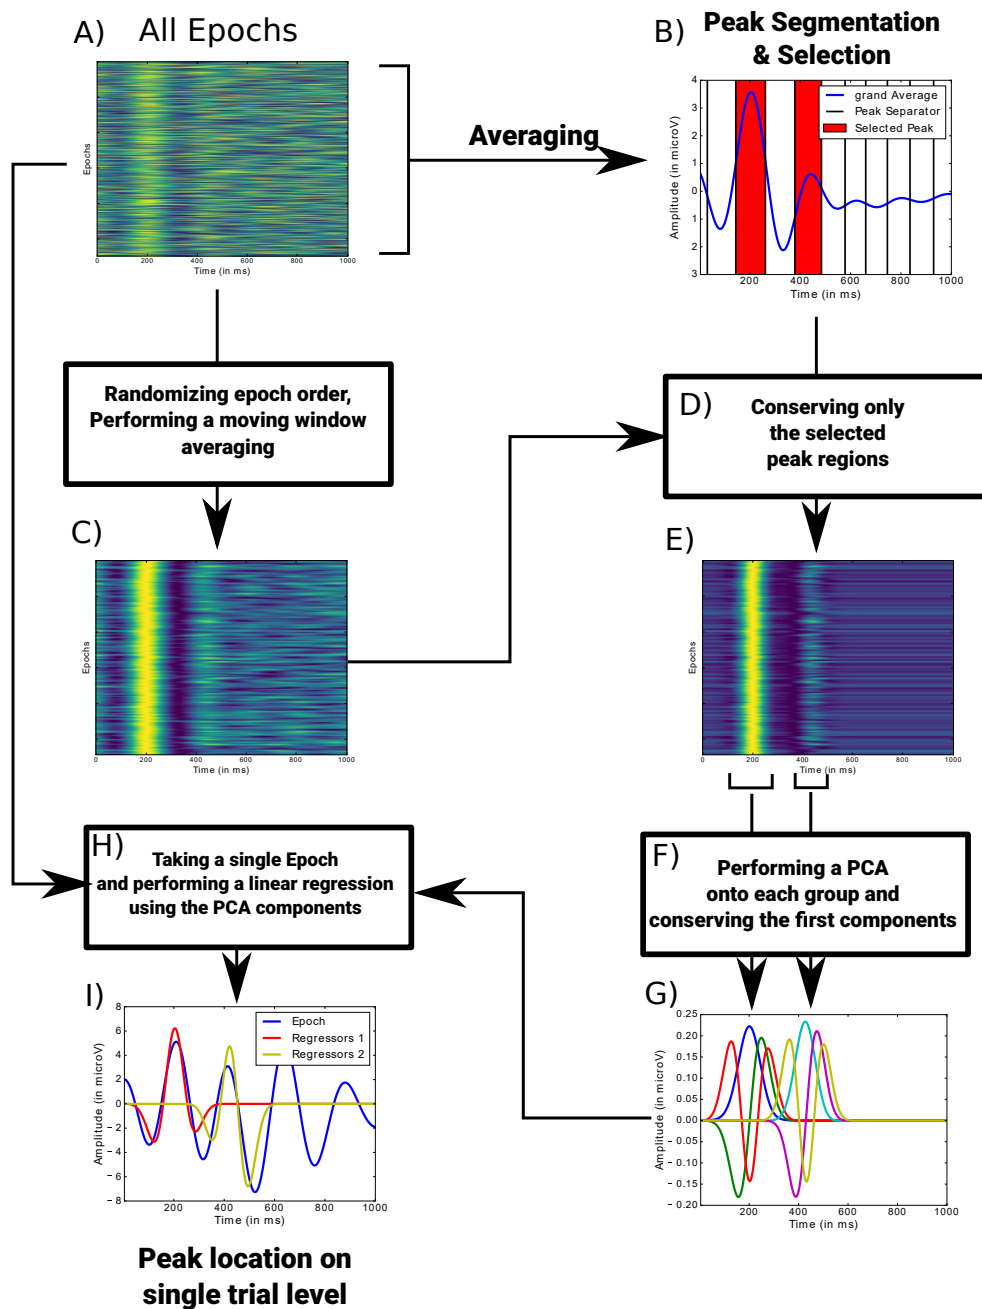 A) All Epochs
Epochs
0 200 400 600 800 1000
Time (in ms)
Averaging
B) Peak Segmentation
& Selection
4
3
2
1
0
1
2
3
Amplitude (in microV)
grand Average
Peak Separator
Selected Peak
200 400 600 800 1000
Time (in ms)
Randomizing epoch order,
Performing a moving window
averaging
D) Conserving only
the selected
peak regions
C)
Epochs
0 200 400 600 800 1000
Time (in ms)
E)
Epochs
0 200 400 600 800 1000
Time (in ms)
H) Taking a single Epoch
and performing a linear regression
using the PCA components
F) Performing a PCA
onto each group and
conserving the first components
I)
8
6
4
2
0
− 2
− 4
− 6
− 8
Amplitude (in microV)
Epoch
Regressors 1
Regressors 2
200 400 600 800 1000
Time (in ms)
G)
0.25
0.20
0.15
0.10
0.05
0.00
− 0.05
− 0.10
− 0.15
− 0.20
Amplitude (in microV)
200 400 600 800 1000
Time (in ms)
Peak location on
single trial level